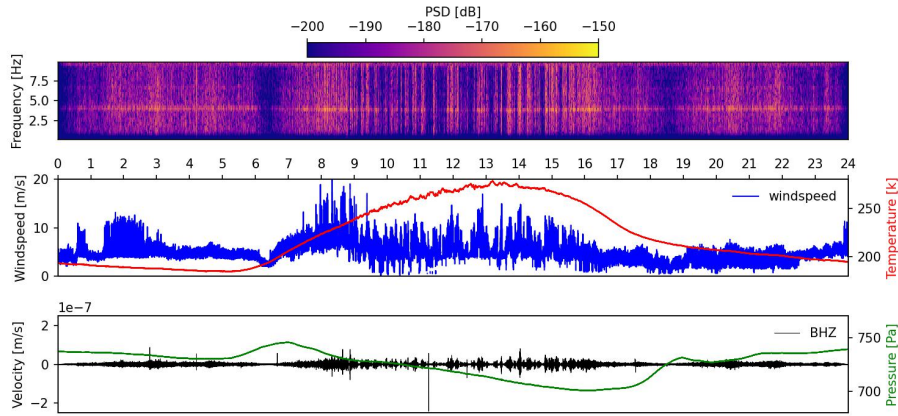 PSD [dB]
−200 −190 −180 −170 −160 −150
Frequency [Hz]
7.5
5.0
2.5
0 1 2 3 4 5 6 7 8 9 10 11 12 13 14 15 16 17 18 19 20 21 22 23 24
Windspeed [m/s]
20
10
0
windspeed
250
200
Temperature [k]
1e−7
Velocity [m/s]
2
0
−2
BHZ
750
700
Pressure [Pa]